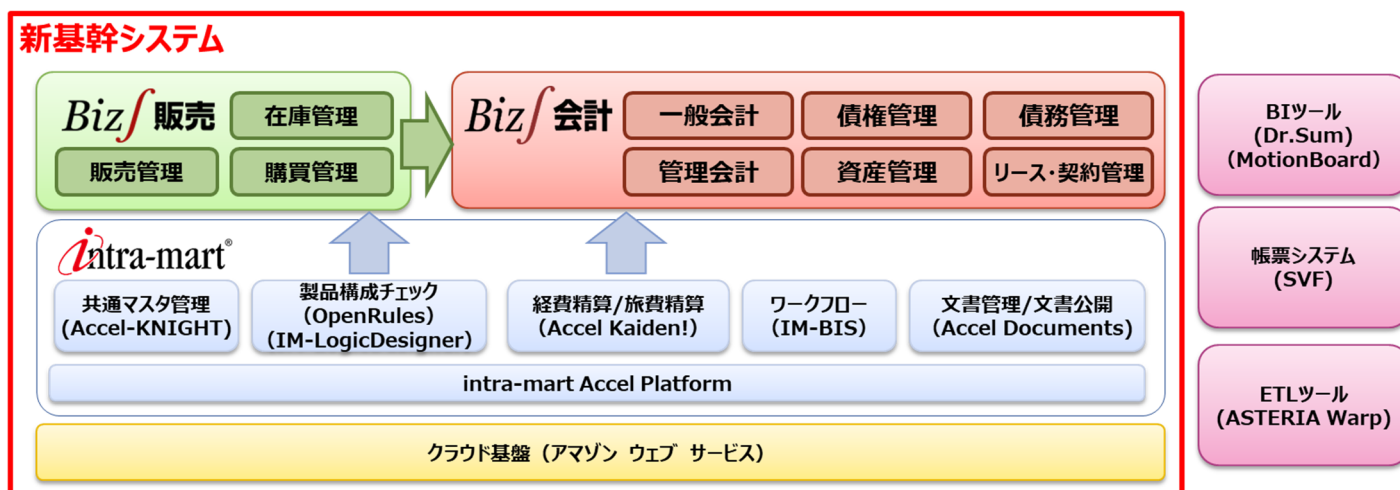 新基幹システム
Biz∫販売
在庫管理
販売管理
購買管理
Biz∫会計
一般会計
債権管理
債務管理
管理会計
資産管理
リース・契約管理
intra-mart®
共通マスタ管理
(Accel-KNIGHT)
製品構成チェック
(OpenRules)
(IM-LogicDesigner)
経費精算/旅費精算
(Accel Kaiden!)
ワークフロー
(IM-BIS)
文書管理/文書公開
(Accel Documents)
intra-mart Accel Platform
クラウド基盤（アマゾン ウェブ サービス）
BIツール
(Dr.Sum)
(MotionBoard)
帳票システム
(SVF)
ETLツール
(ASTERIA Warp)